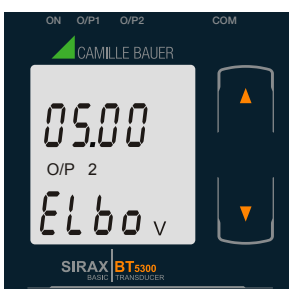 ON O/P1 O/P2 COM
CAMILLE BAUER
05.00
O/P 2
ELbo V
SIRAX BT5300
BASIC TRANSDUCER